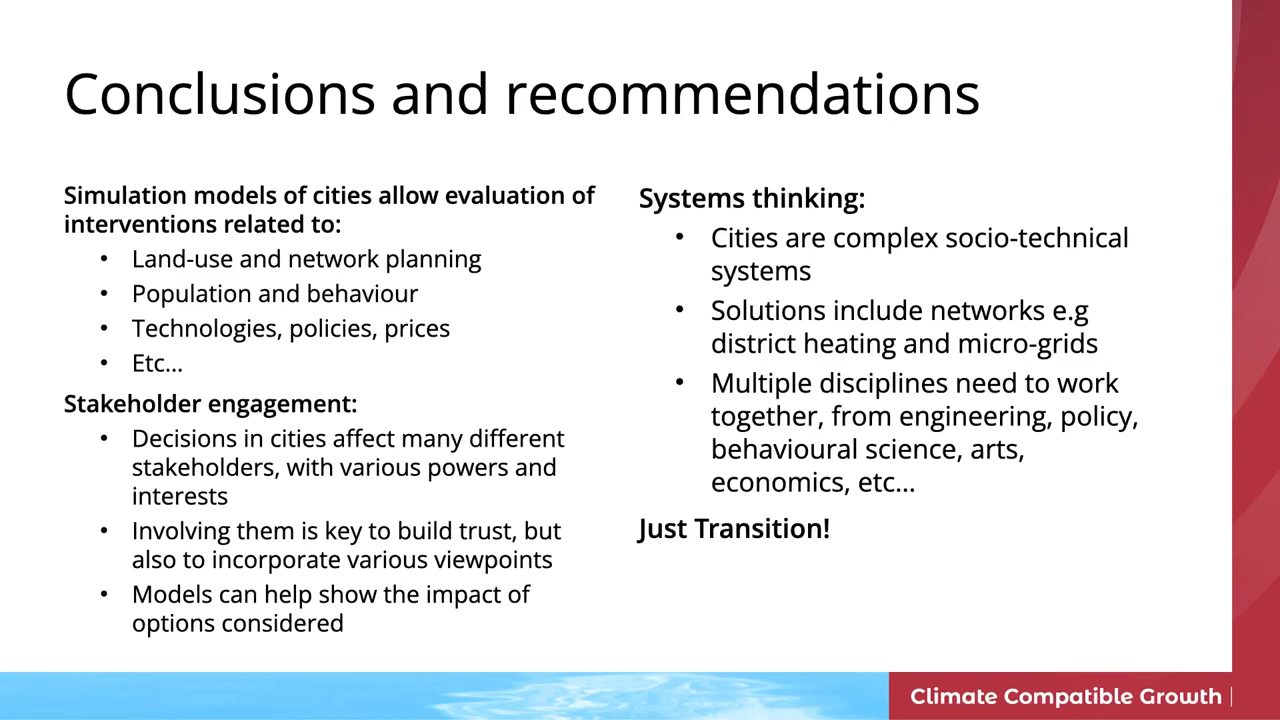 Conclusions and recommendations
Simulation models of cities allow evaluation of
interventions related to:
• Land-use and network planning
• Population and behaviour
• Technologies, policies, prices
• Etc...
Stakeholder engagement:
• Decisions in cities affect many different
stakeholders, with various powers and
interests
• Involving them is key to build trust, but
also to incorporate various viewpoints
• Models can help show the impact of
options considered
Systems thinking:
• Cities are complex socio-technical
systems
• Solutions include networks e.g
district heating and micro-grids
• Multiple disciplines need to work
together, from engineering, policy,
behavioural science, arts,
economics, etc...
Just Transition!
Climate Compatible Growth |